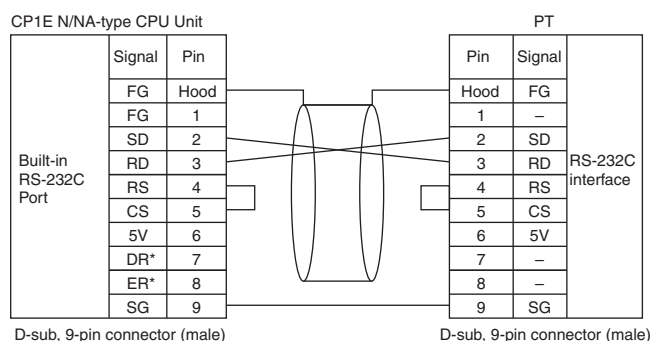 CP1E N/NA-type CPU Unit PT
Signal Pin Pin Signal
FG Hood Hood FG
FG 1 1 –
SD 2 2 SD
Built-in RS-232C Port
RD 3 3 RD
RS-232C interface
RS 4 4 RS
CS 5 5 CS
5V 6 6 5V
DR* 7 7 –
ER* 8 8 –
SG 9 9 SG
D-sub, 9-pin connector (male) D-sub, 9-pin connector (male)